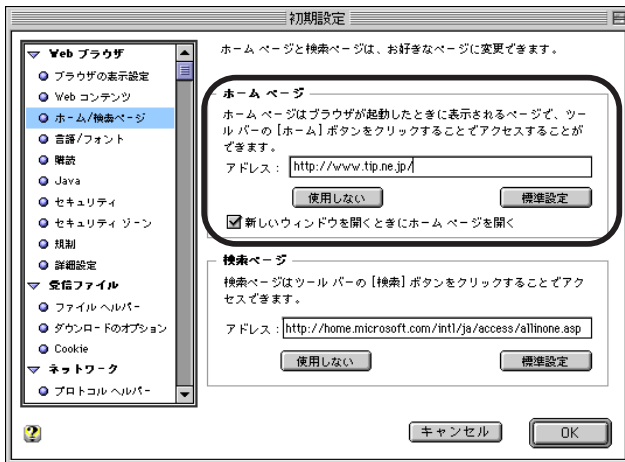 初期設定
Web ブラウザ
ブラウザの表示設定
Web コンテンツ
ホーム/検索ページ
言語/フォント
購読
Java
セキュリティ
セキュリティ ゾーン
規制
詳細設定
受信ファイル
ファイル ヘルパー
ダウンロードのオプション
Cookie
ネットワーク
プロトコル ヘルパー
ホーム ページと検索ページは、お好きなページに変更できます。
ホーム ページ
ホーム ページはブラウザが起動したときに表示されるページで、ツー
ル バーの [ホーム] ボタンをクリックすることでアクセスすることが
できます。
アドレス： http://www.tip.ne.jp/
使用しない 標準設定
新しいウィンドウを開くときにホーム ページを開く
検索ページ
検索ページはツール バーの [検索] ボタンをクリックすることでアク
セスできます。
アドレス： http://home.microsoft.com/intl/ja/access/allinone.asp
使用しない 標準設定
?
キャンセル OK